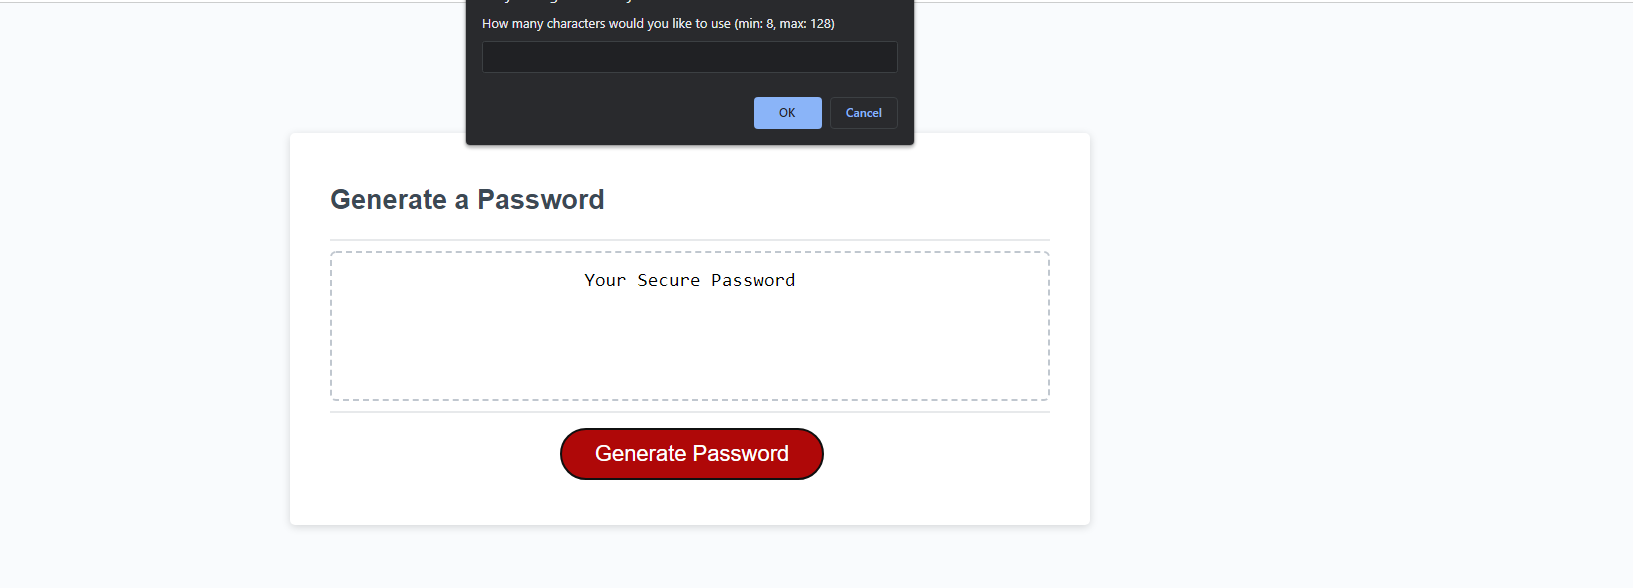 How many characters would you like to use (min: 8, max: 128)
OK
Cancel
Generate a Password
Your Secure Password
Generate Password